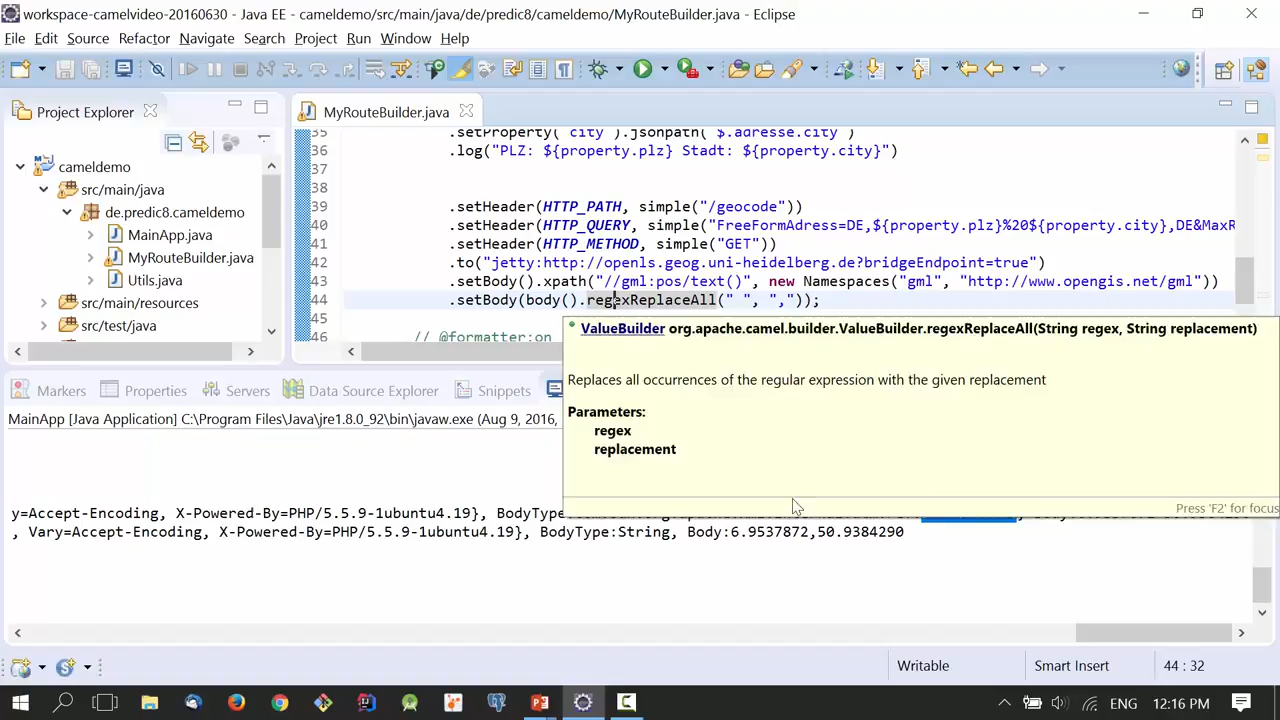 workspace-camelvideo-20160630 - Java EE - cameldemo/src/main/java/de/predic8/cameldemo/MyRouteBuilder.java - Eclipse
File Edit Source Refactor Navigate Search Project Run Window Help
Project Explorer
MyRouteBuilder.java
cameldemo
src/main/java
de.predic8.cameldemo
MainApp.java
MyRouteBuilder.java
Utils.java
src/main/resources
src/test/java
35 .setProperty("city").jsonpath("$.adresse.city")
36 .log("PLZ: ${property.plz} Stadt: ${property.city}")
37
38
39 .setHeader(HTTP_PATH, simple("/geocode"))
40 .setHeader(HTTP_QUERY, simple("FreeFormAdress=DE,${property.plz}%20${property.city},DE&MaxR
41 .setHeader(HTTP_METHOD, simple("GET"))
42 .to("jetty:http://openls.geog.uni-heidelberg.de?bridgeEndpoint=true")
43 .setBody().xpath("//gml:pos/text()", new Namespaces("gml", "http://www.opengis.net/gml"))
44 .setBody(body().regexReplaceAll(" ", ","));
45
46 // @formatter:on
ValueBuilder org.apache.camel.builder.ValueBuilder.regexReplaceAll(String regex, String replacement)
Replaces all occurrences of the regular expression with the given replacement
Parameters:
regex
replacement
Press 'F2' for focus
Markers Properties Servers Data Source Explorer Snippets
MainApp [Java Application] C:\Program Files\Java\jre1.8.0_92\bin\javaw.exe (Aug 9, 2016,
y=Accept-Encoding, X-Powered-By=PHP/5.5.9-1ubuntu4.19}, BodyType:
, Vary=Accept-Encoding, X-Powered-By=PHP/5.5.9-1ubuntu4.19}, BodyType:String, Body:6.9537872,50.9384290
Writable Smart Insert 44 : 32
ENG 12:16 PM